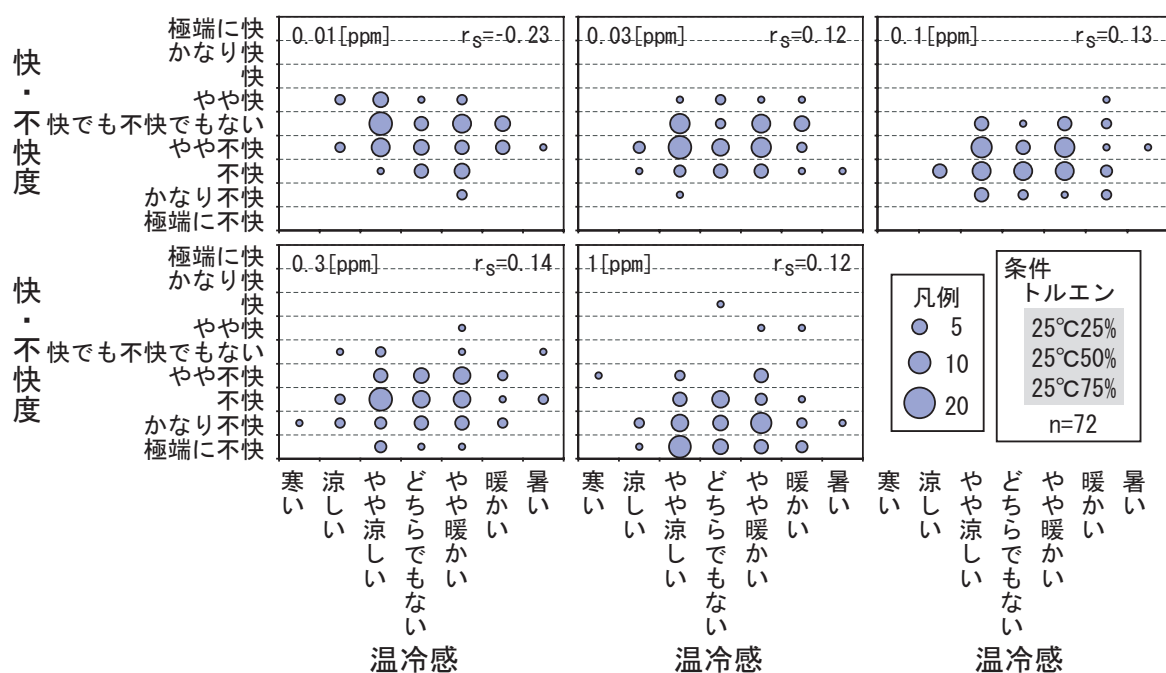 快・不快度
極端に快
かなり快
快
やや快
快でも不快でもない
やや不快
不快
かなり不快
極端に不快
0.01[ppm] rS=-0.23
0.03[ppm] rS=0.12
0.1[ppm] rS=0.13
快・不快度
極端に快
かなり快
快
やや快
快でも不快でもない
やや不快
不快
かなり不快
極端に不快
0.3[ppm] rS=0.14
1[ppm] rS=0.12
凡例
5
10
20
条件
トルエン
25℃25%
25℃50%
25℃75%
n=72
寒い
涼しい
やや涼しい
どちらでもない
やや暖かい
暖かい
暑い
温冷感
寒い
涼しい
やや涼しい
どちらでもない
やや暖かい
暖かい
暑い
温冷感
寒い
涼しい
やや涼しい
どちらでもない
やや暖かい
暖かい
暑い
温冷感